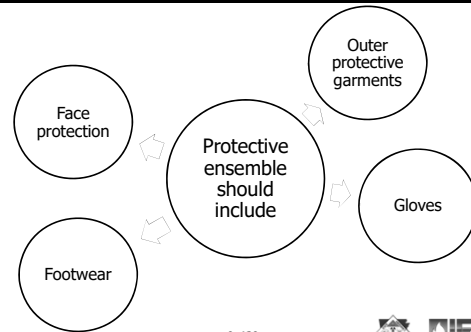 Outer
protective
garments
Face
protection
Protective
ensemble
should
include
Gloves
Footwear